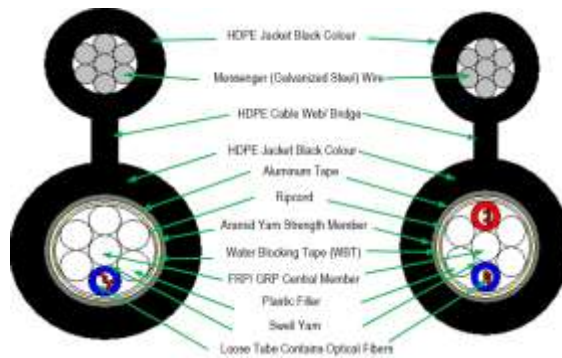 HDPE Jacket Black Colour
Messenger (Galvanized Steel) Wire
HDPE Cable Web/ Bridge
HDPE Jacket Black Colour
Aluminum Tape
Ripcord
Aramid Yarn Strength Member
Water Blocking Tape (WBT)
FRP/ GRP Central Member
Plastic Filler
Swell Yarn
Loose Tube Contains Optical Fibers